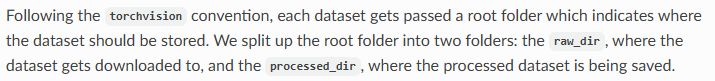 Following the torchvision convention, each dataset gets passed a root folder which indicates where
the dataset should be stored. We split up the root folder into two folders: the raw_dir , where the
dataset gets downloaded to, and the processed_dir , where the processed dataset is being saved.